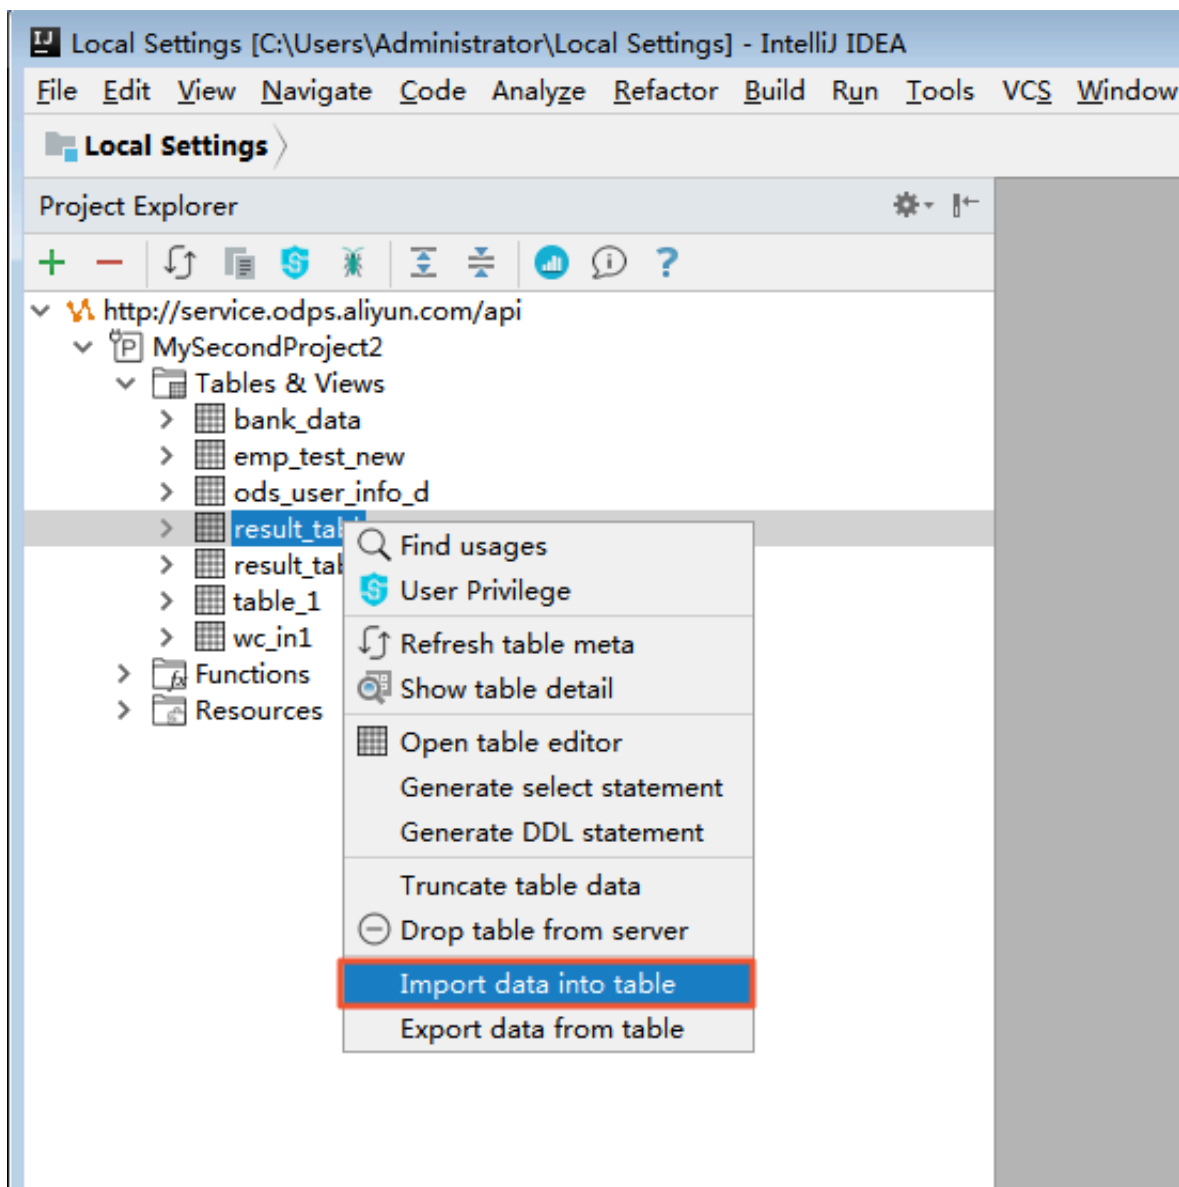 Local Settings [C:\Users\Administrator\Local Settings] - IntelliJ IDEA
File Edit View Navigate Code Analyze Refactor Build Run Tools VCS Window
Local Settings
Project Explorer
http://service.odps.aliyun.com/api
MySecondProject2
Tables & Views
bank_data
emp_test_new
ods_user_info_d
result_tab
result_tab
table_1
wc_in1
Functions
Resources
Find usages
User Privilege
Refresh table meta
Show table detail
Open table editor
Generate select statement
Generate DDL statement
Truncate table data
Drop table from server
Import data into table
Export data from table